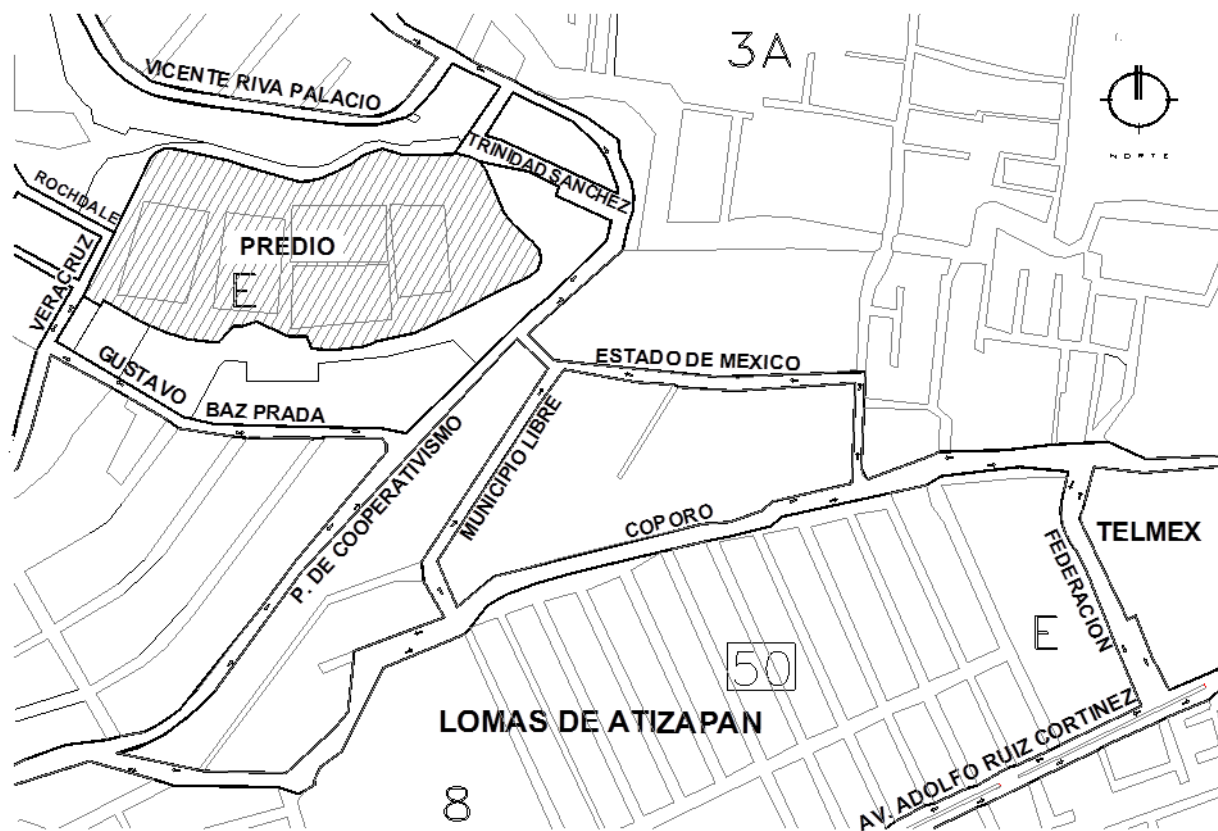 3A
VICENTE RIVA PALACIO
NORTE
TRINIDAD SANCHEZ
ROCHDALE
PREDIO
VERACRUZ
E
ESTADO DE MEXICO
GUSTAVO
BAZ PRADA
MUNICIPIO LIBRE
P. DE COOPERATIVISMO
COPORO
TELMEX
FEDERACION
E
50
LOMAS DE ATIZAPAN
AV. ADOLFO RUIZ CORTINEZ
8